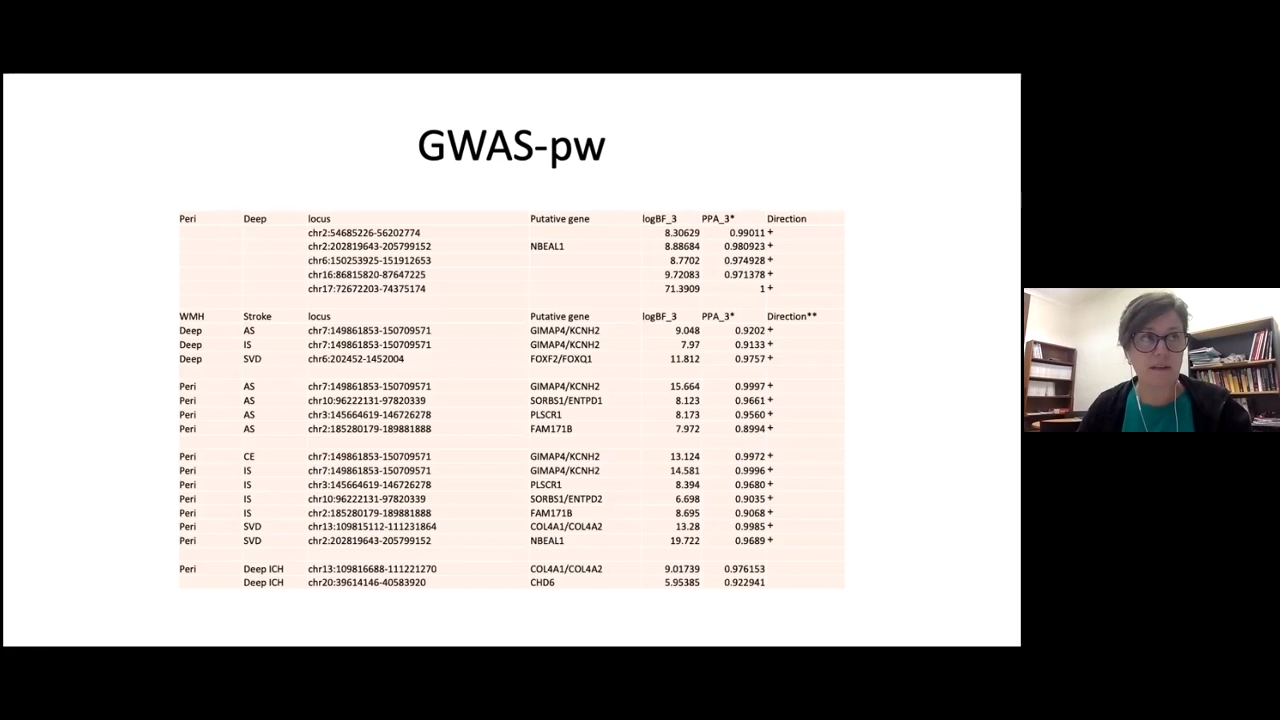 GWAS-pw
Peri Deep locus Putative gene logBF_3 PPA_3* Direction
chr2:54685226-56202774 8.30629 0.99011 +
chr2:202819643-205799152 NBEAL1 8.88684 0.980923 +
chr6:150253925-151912653 8.7702 0.974928 +
chr16:86815820-87647225 9.72083 0.971378 +
chr17:72672203-74375174 71.3909 1 +
WMH Stroke locus Putative gene logBF_3 PPA_3* Direction**
Deep AS chr7:149861853-150709571 GIMAP4/KCNH2 9.048 0.9202 +
Deep IS chr7:149861853-150709571 GIMAP4/KCNH2 7.97 0.9133 +
Deep SVD chr6:202452-1452004 FOXF2/FOXQ1 11.812 0.9757 +
Peri AS chr7:149861853-150709571 GIMAP4/KCNH2 15.664 0.9997 +
Peri AS chr10:96222131-97820339 SORBS1/ENTPD1 8.123 0.9661 +
Peri AS chr3:145664619-146726278 PLSCR1 8.173 0.9560 +
Peri AS chr2:185280179-189881888 FAM171B 7.972 0.8994 +
Peri CE chr7:149861853-150709571 GIMAP4/KCNH2 13.124 0.9972 +
Peri IS chr7:149861853-150709571 GIMAP4/KCNH2 14.581 0.9996 +
Peri IS chr3:145664619-146726278 PLSCR1 8.394 0.9680 +
Peri IS chr10:96222131-97820339 SORBS1/ENTPD2 6.698 0.9035 +
Peri IS chr2:185280179-189881888 FAM171B 8.695 0.9068 +
Peri SVD chr13:109815112-111231864 COL4A1/COL4A2 13.28 0.9985 +
Peri SVD chr2:202819643-205799152 NBEAL1 19.722 0.9689 +
Peri Deep ICH chr13:109816688-111221270 COL4A1/COL4A2 9.01739 0.976153
Deep ICH chr20:39614146-40583920 CHD6 5.95385 0.922941